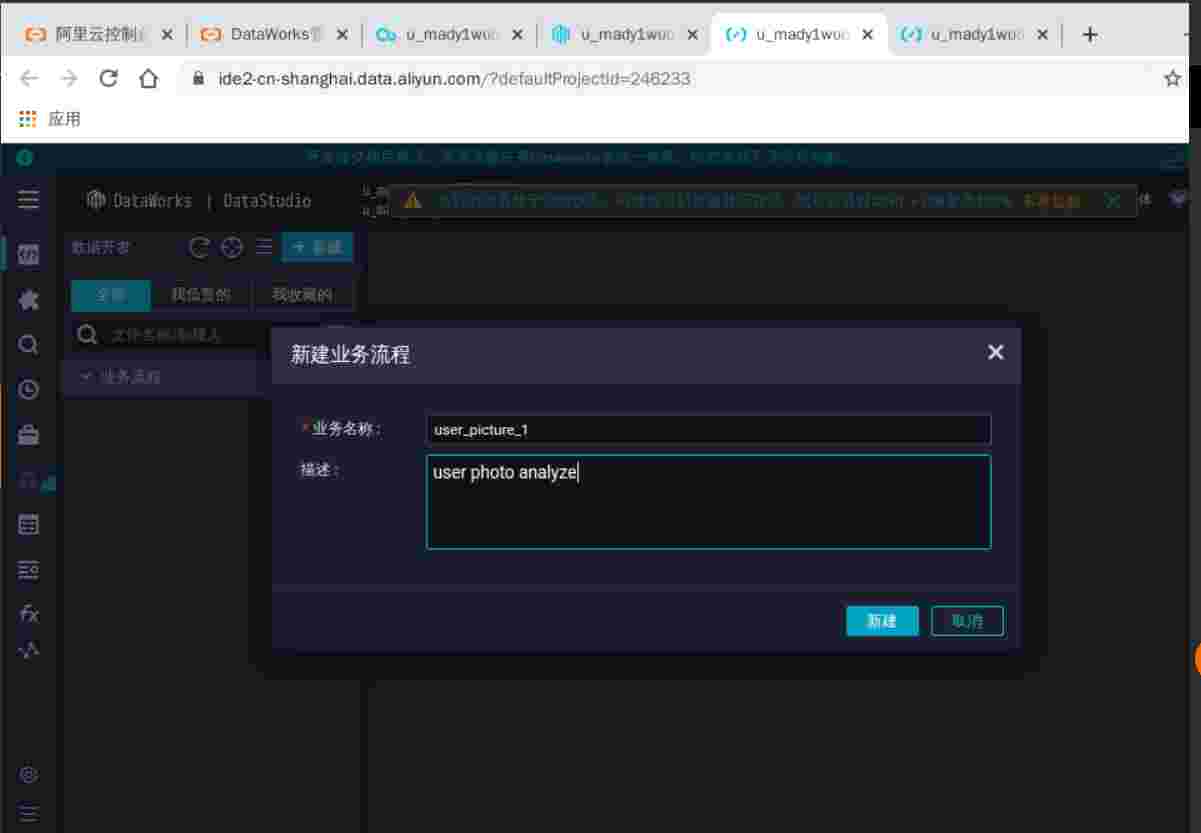 阿里云控制台
DataWorks管
u_mady1wuo
u_mady1wuo
u_mady1wuo
u_mady1wuo
ide2-cn-shanghai.data.aliyun.com/?defaultProjectId=246233
应用
DataWorks | DataStudio
数据开发
新建
全部
我负责的
我收藏的
文件名称/创建人
业务流程
新建业务流程
*业务名称：
user_picture_1
描述：
user photo analyze
新建
取消